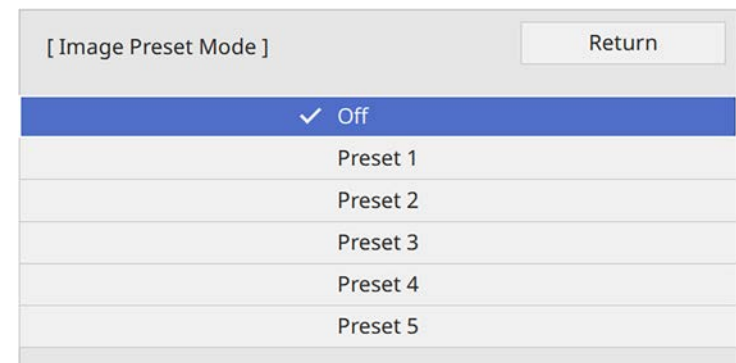 [ Image Preset Mode ]
Return
Off
Preset 1
Preset 2
Preset 3
Preset 4
Preset 5